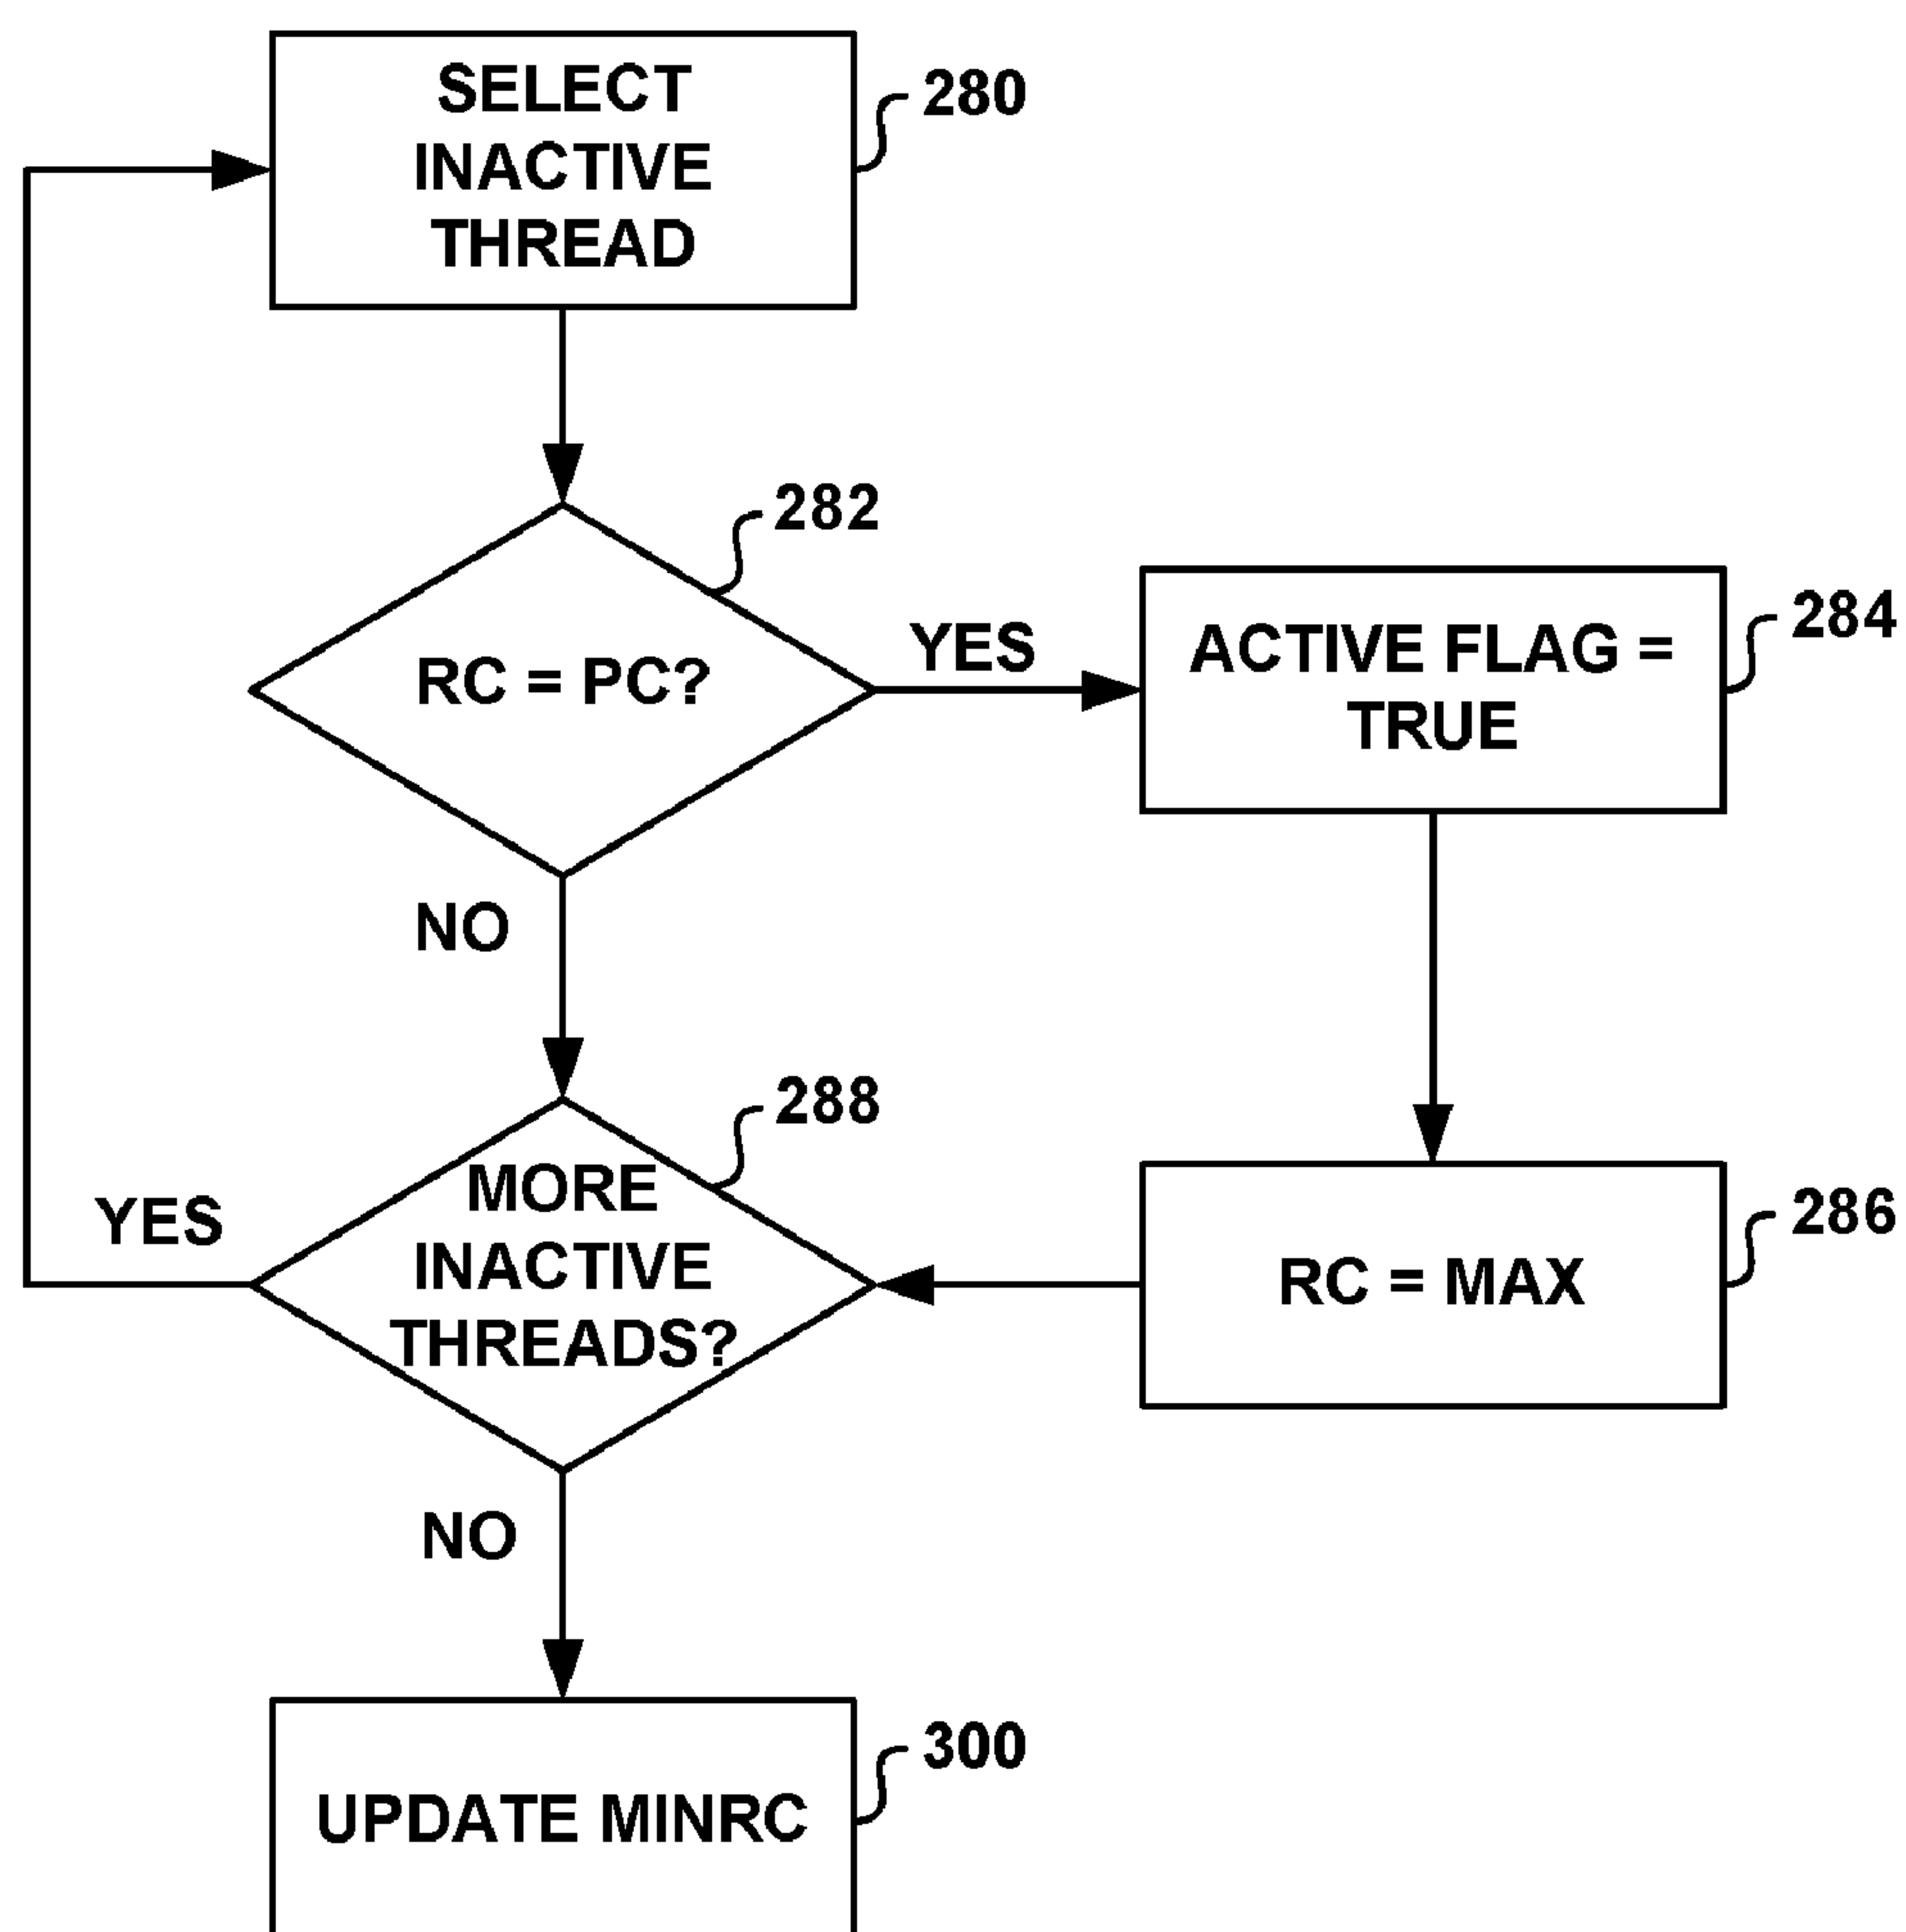 SELECT
INACTIVE
THREAD
280
282
RC = PC?
YES
ACTIVE FLAG =
TRUE
284
NO
288
MORE
INACTIVE
THREADS?
YES
RC = MAX
286
NO
300
UPDATE MINRC